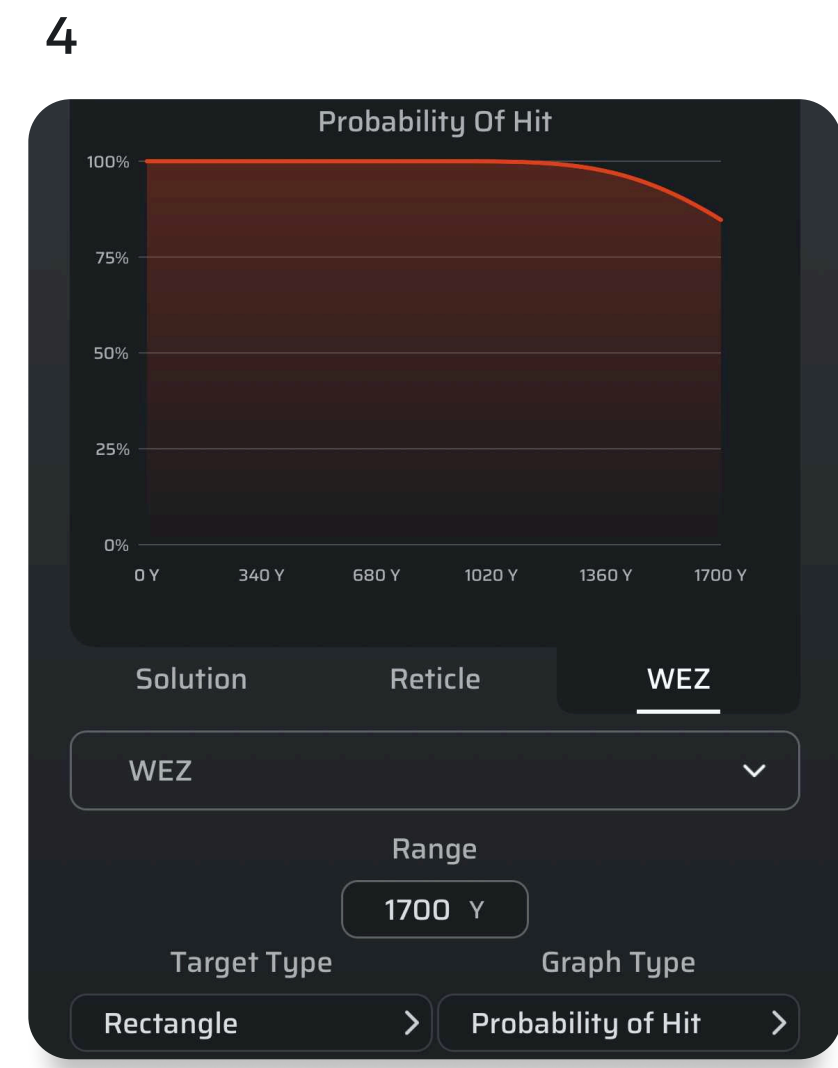 4
Probability Of Hit
100%
75%
50%
25%
0%
0 Y 340 Y 680 Y 1020 Y 1360 Y 1700 Y
Solution Reticle WEZ
WEZ
Range
1700 Y
Target Type Graph Type
Rectangle Probability of Hit